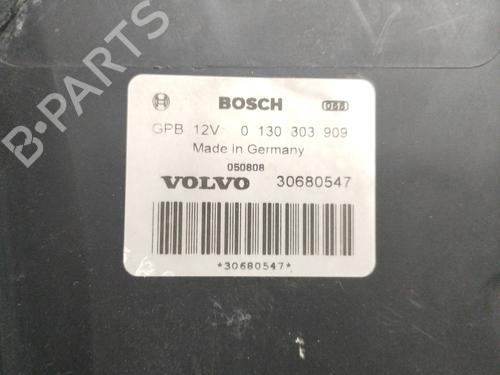 B-PARTS
BOSCH
GPB 12V 0 130 303 909
Made in Germany
050808
VOLVO 30680547
*30680547*